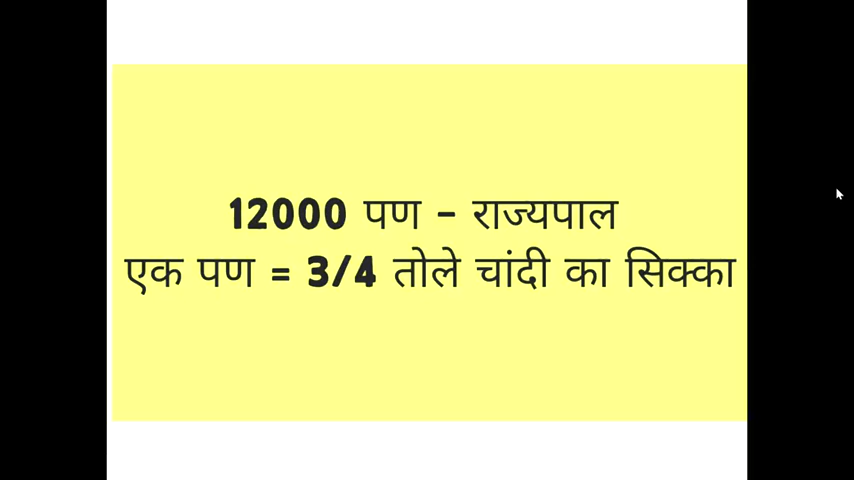 12000 पण - राज्यपाल
एक पण = 3/4 तोले चांदी का सिक्का